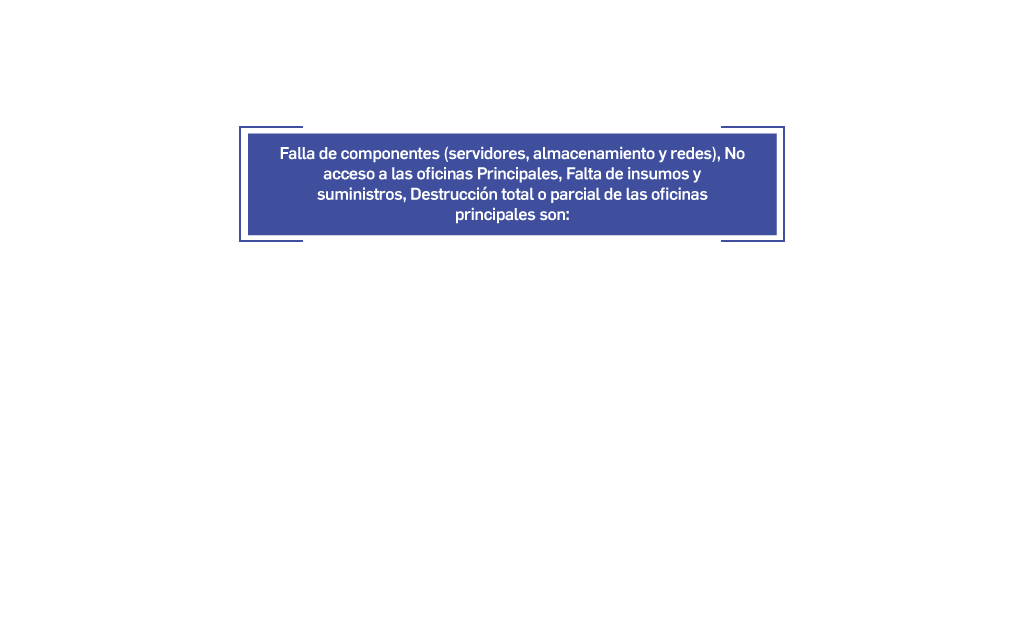 Falla de componentes (servidores, almacenamiento y redes), No
acceso a las oficinas Principales, Falta de insumos y
suministros, Destrucción total o parcial de las oficinas
principales son: